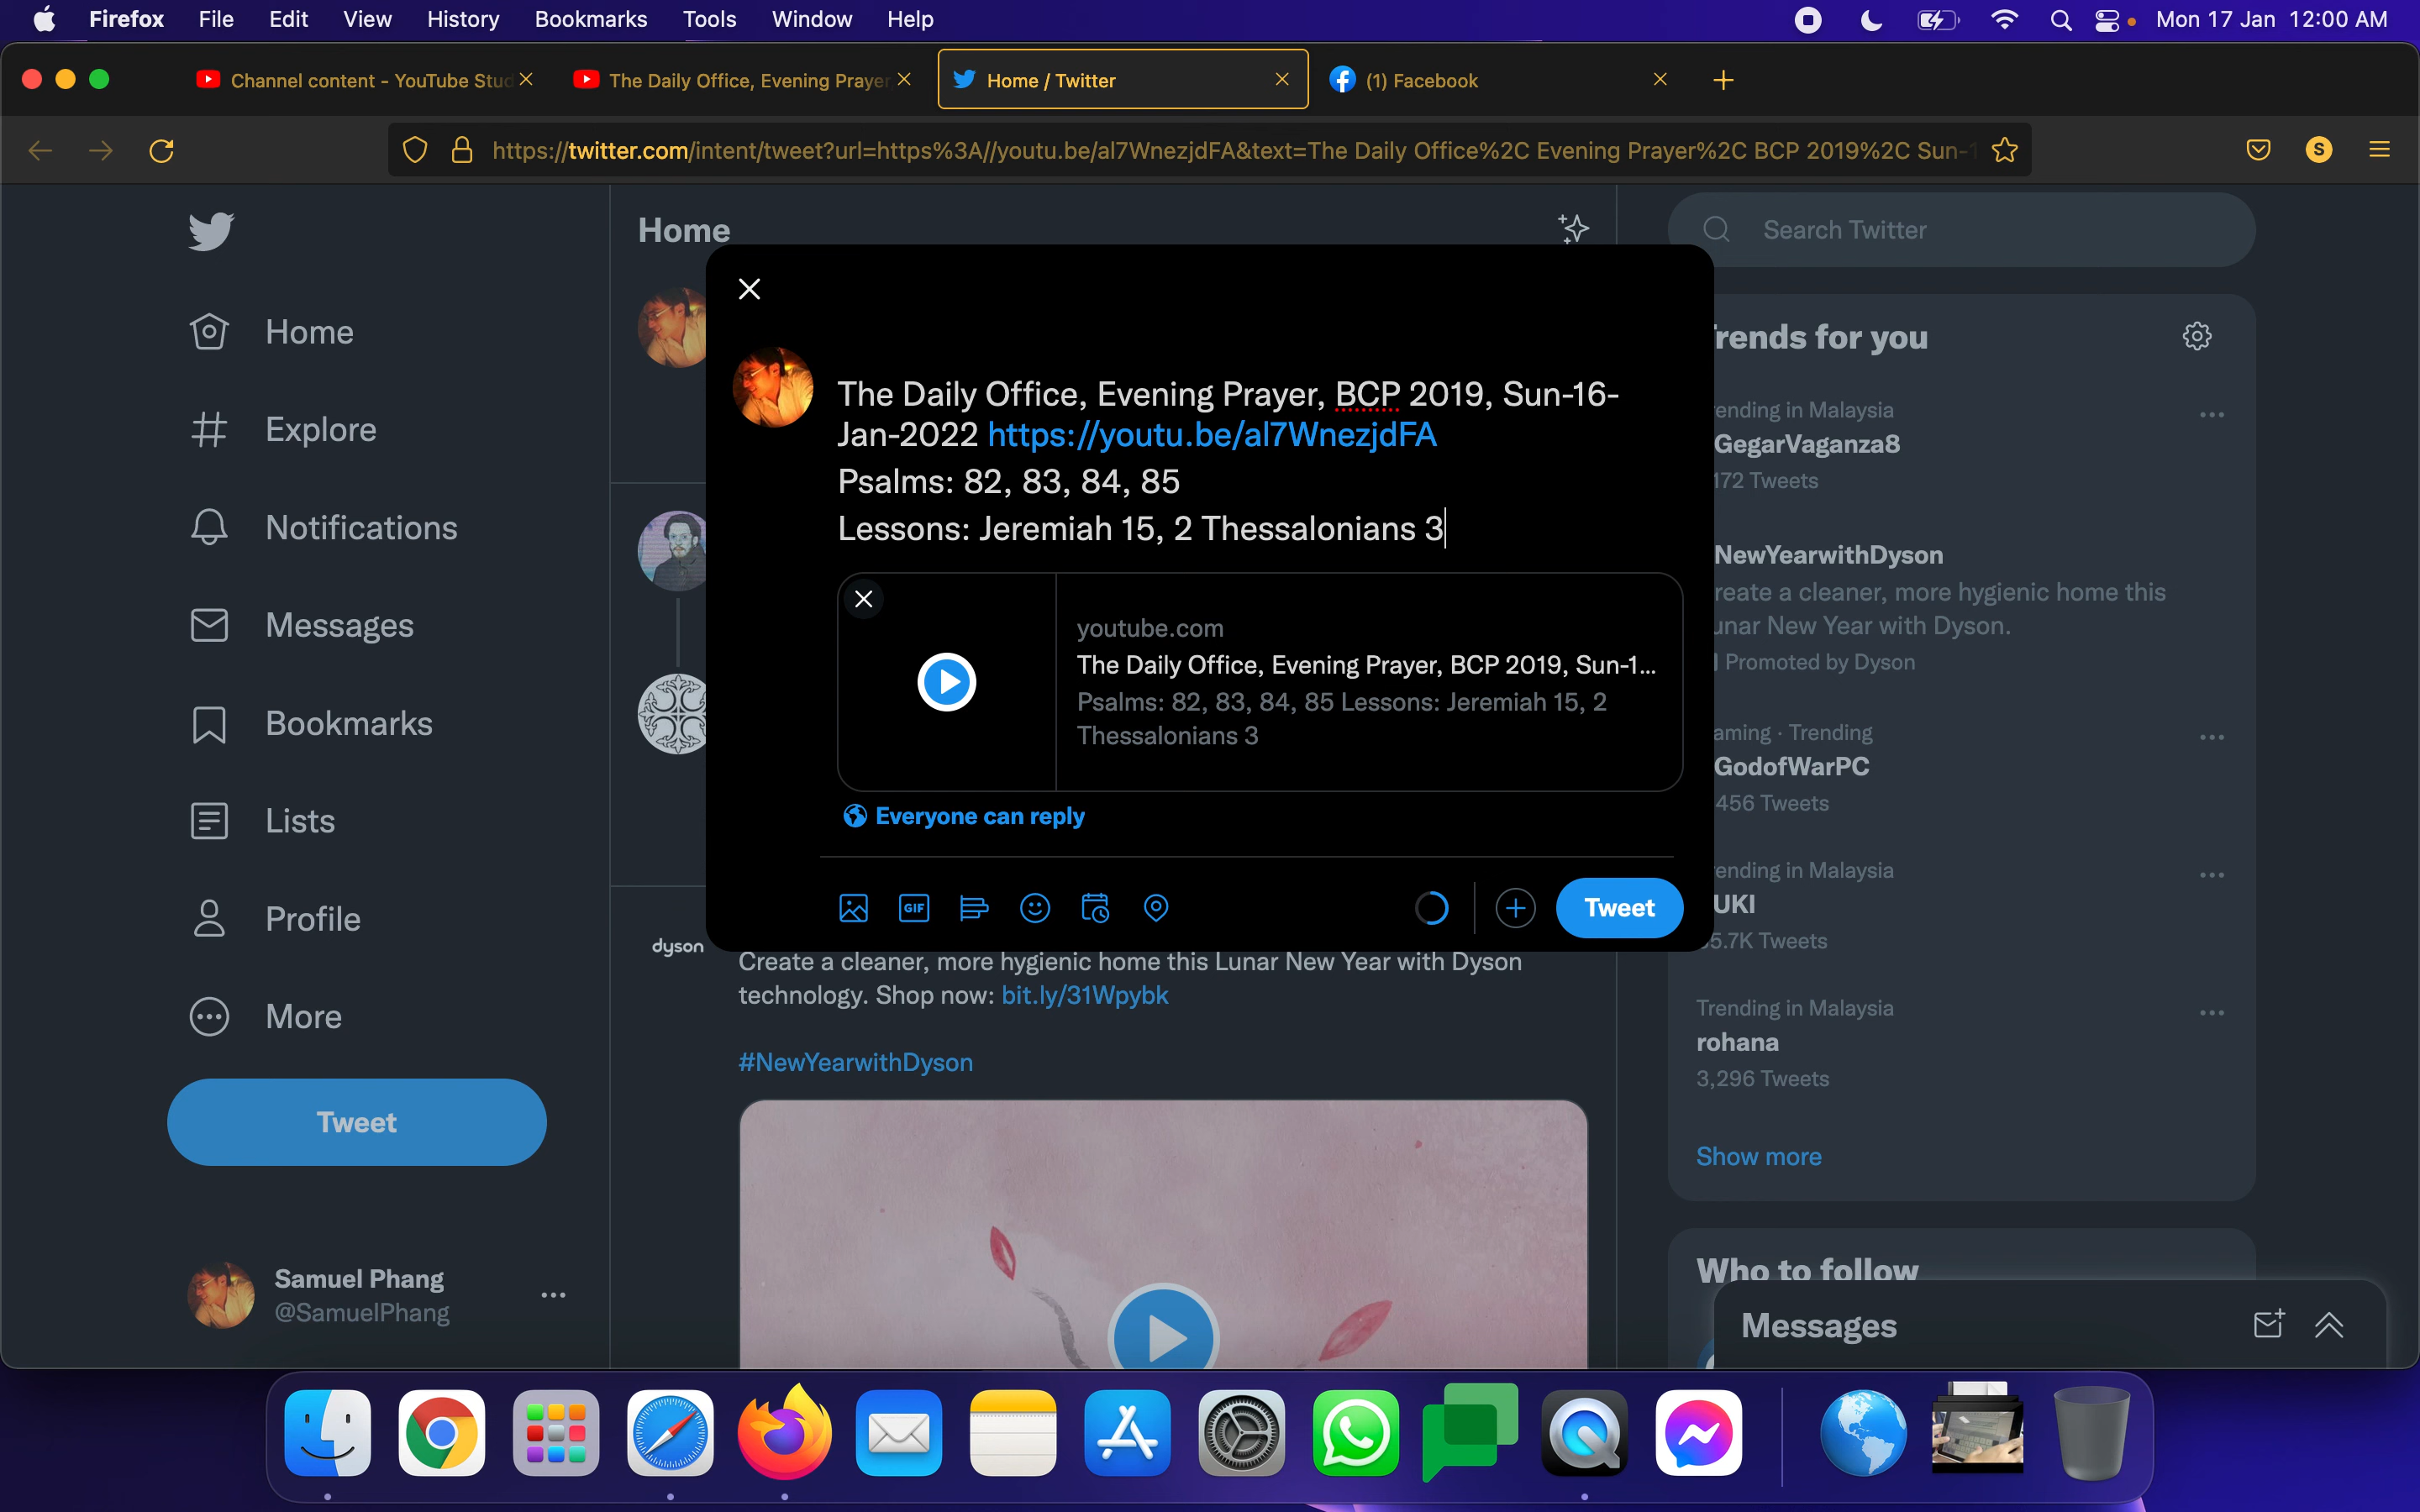 Firefox File Edit View History Bookmarks Tools Window Help Mon 17 Jan 12:00 AM
Channel content - YouTube Stud The Daily Office, Evening Prayer Home / Twitter (1) Facebook
https://twitter.com/intent/tweet?url=https%3A//youtu.be/al7WnezjdFA&text=The Daily Office%2C Evening Prayer%2C BCP 2019%2C Sun-1
S
Home
Explore
Notifications
Messages
Bookmarks
Lists
Profile
More
Tweet
Samuel Phang
@SamuelPhang
Home
The Daily Office, Evening Prayer, BCP 2019, Sun-16-
Jan-2022 https://youtu.be/al7WnezjdFA
Psalms: 82, 83, 84, 85
Lessons: Jeremiah 15, 2 Thessalonians 3
youtube.com
The Daily Office, Evening Prayer, BCP 2019, Sun-1...
Psalms: 82, 83, 84, 85 Lessons: Jeremiah 15, 2
Thessalonians 3
Everyone can reply
GIF
Tweet
dyson
Create a cleaner, more hygienic home this Lunar New Year with Dyson
technology. Shop now: bit.ly/31Wpybk
#NewYearwithDyson
Search Twitter
rends for you
ending in Malaysia
GegarVaganza8
172 Tweets
NewYearwithDyson
reate a cleaner, more hygienic home this
unar New Year with Dyson.
Promoted by Dyson
aming · Trending
GodofWarPC
456 Tweets
ending in Malaysia
UKI
5.7K Tweets
Trending in Malaysia
rohana
3,296 Tweets
Show more
Who to follow
Messages